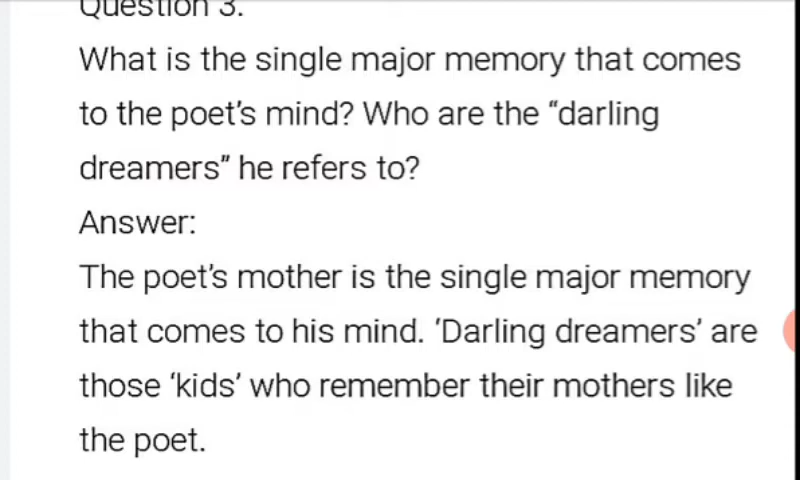 Question 3.
What is the single major memory that comes
to the poet's mind? Who are the “darling
dreamers” he refers to?
Answer:
The poet's mother is the single major memory
that comes to his mind. ‘Darling dreamers’ are
those ‘kids’ who remember their mothers like
the poet.